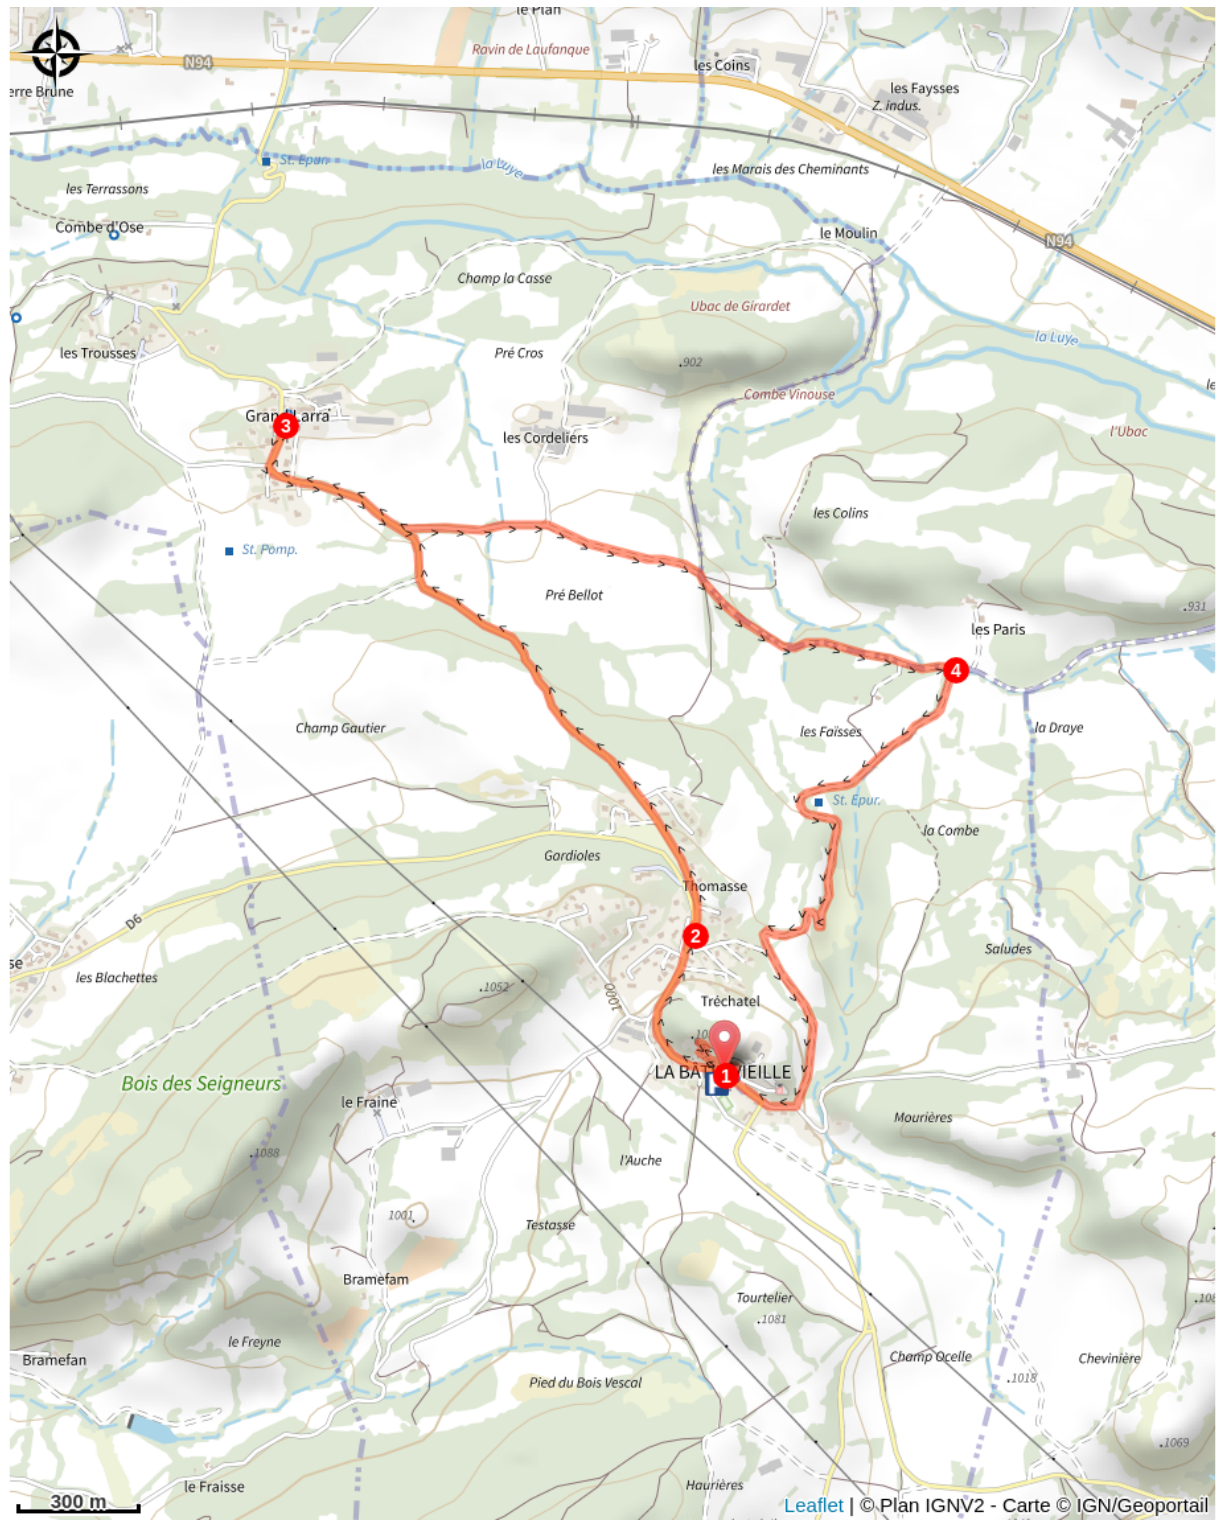 le Plan
Ravin de Laufanque
N94
les Coins
erre Brune
les Faysses
Z. indus.
St. Epur.
la Luye
les Marais des Cheminants
les Terrassons
Combe d'Ose
le Moulin
N94
Champ la Casse
Ubac de Girardet
la Luye
les Trousses
Pré Cros
902
Combe Vinouse
3
les Cordeliers
l'Ubac
les Colins
St. Pomp.
Pré Bellot
931
les Paris
4
Champ Gautier
les Faïsses
la Draye
St. Epur.
la Combe
Gardioles
Thomasse
D6
2
Saludes
se
les Blachettes
1052
1000
Tréchatel
1
VIEILLE
Bois des Seigneurs
le Fraine
Mourières
1088
l'Auche
1001
Testasse
Bramefam
Tourtelier
1081
le Freyne
Bramefan
Champ Ocelle
Chevinière
1018
Pied du Bois Vescal
1069
le Fraisse
Haurières
300 m
Leaflet | © Plan IGNV2 - Carte © IGN/Geoportail